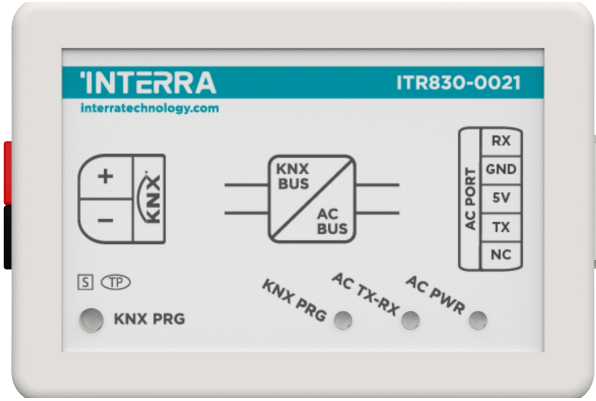 INTERRA
ITR830-0021
interratechnology.com
+
−
KNX
KNX
BUS
AC
BUS
AC PORT
RX
GND
5V
TX
NC
S
TP
KNX PRG
KNX PRG
AC TX-RX
AC PWR